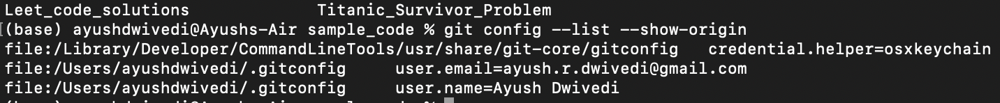 Leet_code_solutions Titanic_Survivor_Problem
[(base) ayushdwivedi@Ayushs-Air sample_code % git config --list --show-origin
file:/Library/Developer/CommandLineTools/usr/share/git-core/gitconfig credential.helper=osxkeychain
file:/Users/ayushdwivedi/.gitconfig user.email=ayush.r.dwivedi@gmail.com
file:/Users/ayushdwivedi/.gitconfig user.name=Ayush Dwivedi